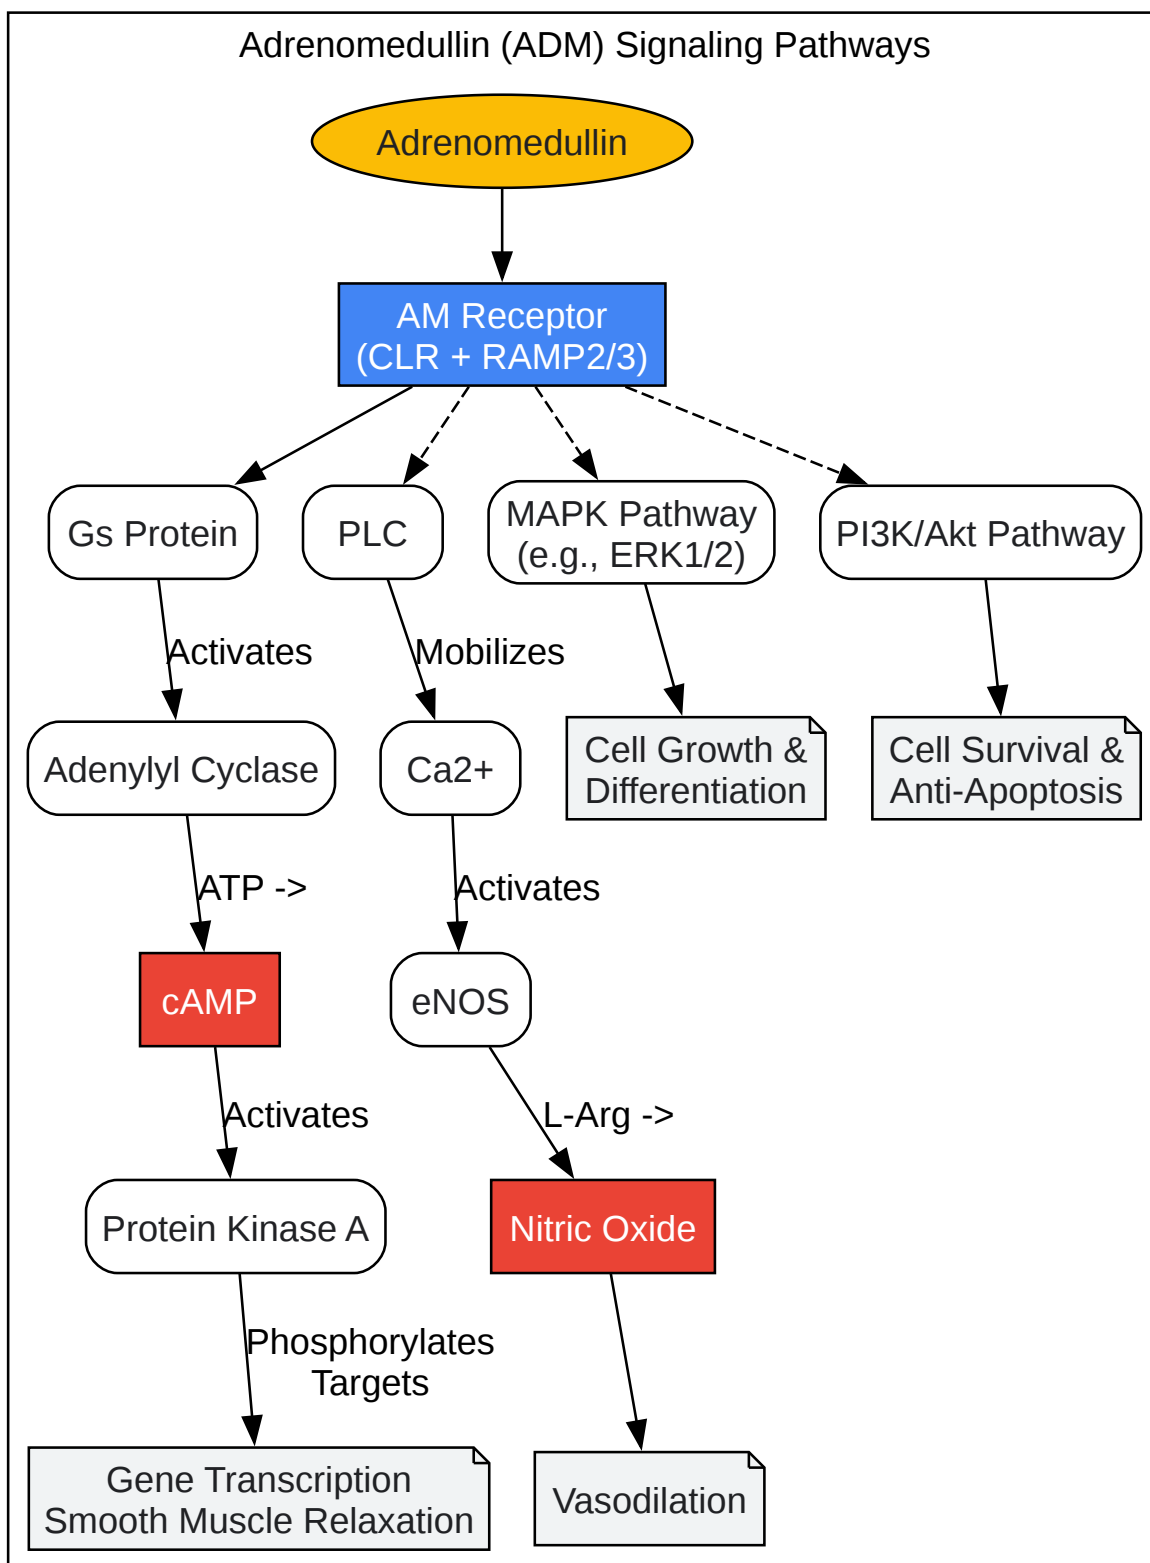 Adrenomedullin (ADM) Signaling Pathways
Adrenomedullin
AM Receptor
(CLR + RAMP2/3)
Gs Protein
PLC
MAPK Pathway
(e.g., ERK1/2)
PI3K/Akt Pathway
Activates
Mobilizes
Adenylyl Cyclase
Ca2+
Cell Growth &
Differentiation
Cell Survival &
Anti-Apoptosis
ATP ->
Activates
cAMP
eNOS
Activates
L-Arg ->
Protein Kinase A
Nitric Oxide
Phosphorylates
Targets
Gene Transcription
Smooth Muscle Relaxation
Vasodilation